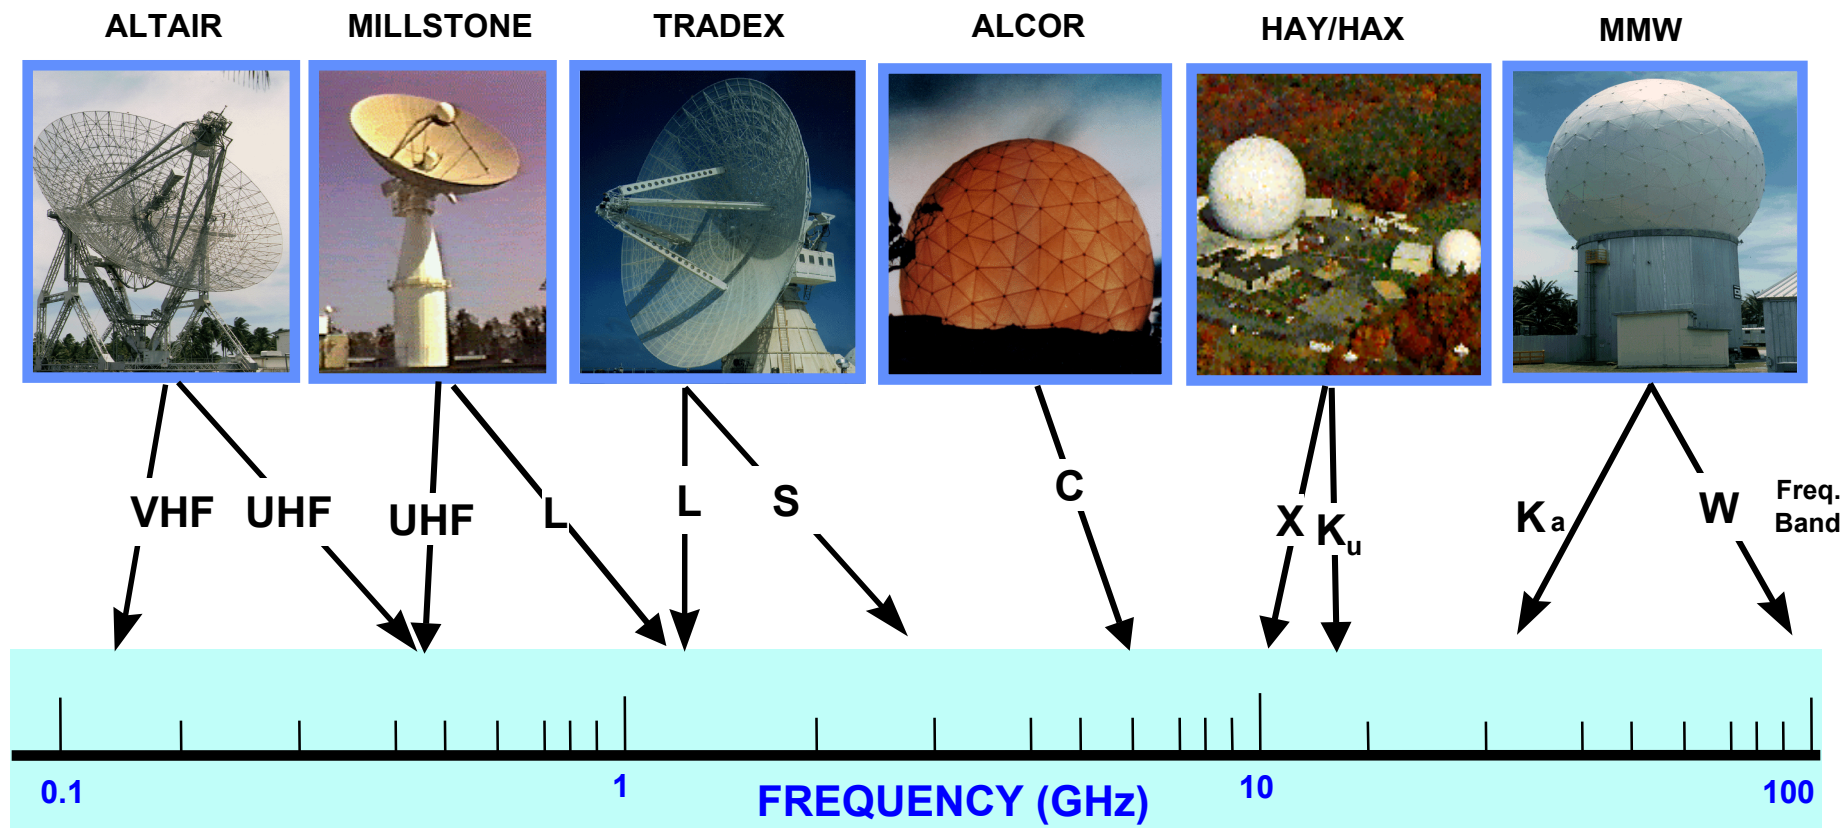 ALTAIR
MILLSTONE
TRADEX
ALCOR
HAY/HAX
MMW
VHF
UHF
UHF
L
L
S
C
X
Ku
Ka
W
Freq.
Band
0.1
1
10
100
FREQUENCY (GHz)